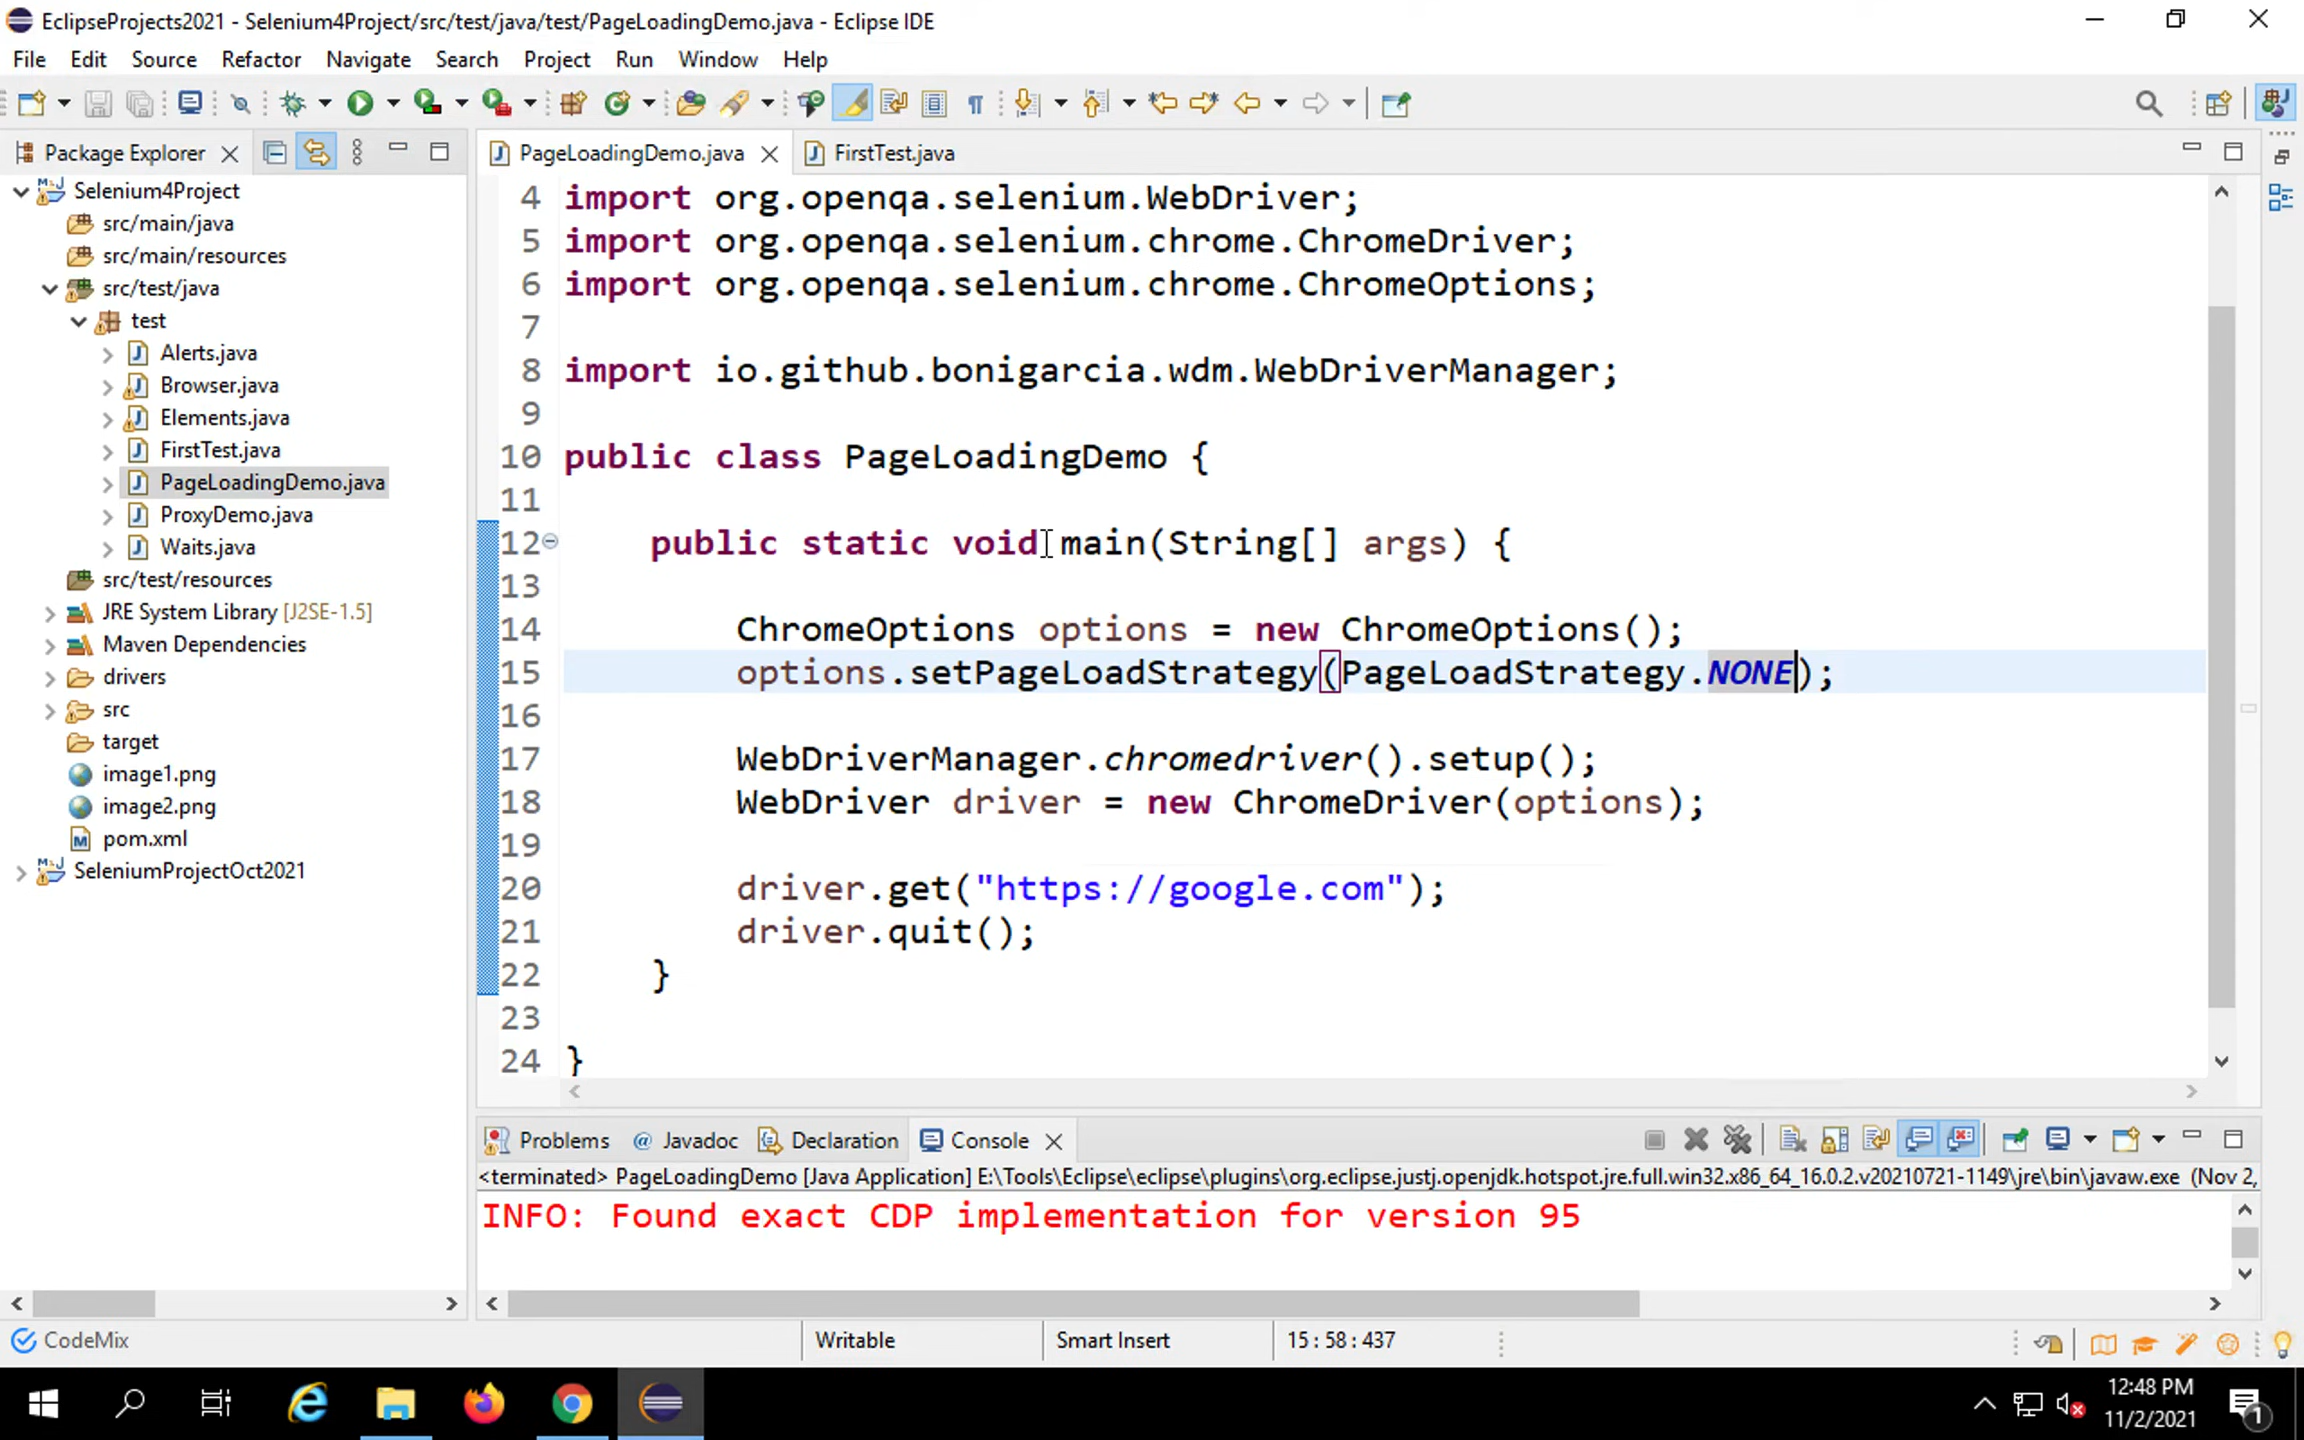 EclipseProjects2021 - Selenium4Project/src/test/java/test/PageLoadingDemo.java - Eclipse IDE
File Edit Source Refactor Navigate Search Project Run Window Help
Package Explorer
PageLoadingDemo.java
FirstTest.java
Selenium4Project
src/main/java
src/main/resources
src/test/java
test
Alerts.java
Browser.java
Elements.java
FirstTest.java
PageLoadingDemo.java
ProxyDemo.java
Waits.java
src/test/resources
JRE System Library [J2SE-1.5]
Maven Dependencies
drivers
src
target
image1.png
image2.png
pom.xml
SeleniumProjectOct2021
4 import org.openqa.selenium.WebDriver;
5 import org.openqa.selenium.chrome.ChromeDriver;
6 import org.openqa.selenium.chrome.ChromeOptions;
7
8 import io.github.bonigarcia.wdm.WebDriverManager;
9
10 public class PageLoadingDemo {
11
12 public static void main(String[] args) {
13
14 ChromeOptions options = new ChromeOptions();
15 options.setPageLoadStrategy(PageLoadStrategy.NONE);
16
17 WebDriverManager.chromedriver().setup();
18 WebDriver driver = new ChromeDriver(options);
19
20 driver.get("https://google.com");
21 driver.quit();
22 }
23
24 }
Problems @ Javadoc Declaration Console
<terminated> PageLoadingDemo [Java Application] E:\Tools\Eclipse\eclipse\plugins\org.eclipse.justj.openjdk.hotspot.jre.full.win32.x86_64_16.0.2.v20210721-1149\jre\bin\javaw.exe (Nov 2,
INFO: Found exact CDP implementation for version 95
CodeMix
Writable
Smart Insert
15 : 58 : 437
12:48 PM
11/2/2021
1